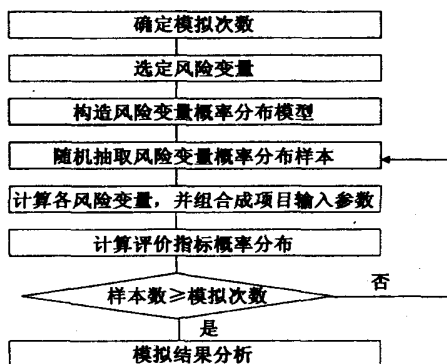 确定模拟次数
选定风险变量
构造风险变量概率分布模型
随机抽取风险变量概率分布样本
计算各风险变量，并组合成项目输入参数
计算评价指标概率分布
样本数≥模拟次数
否
是
模拟结果分析